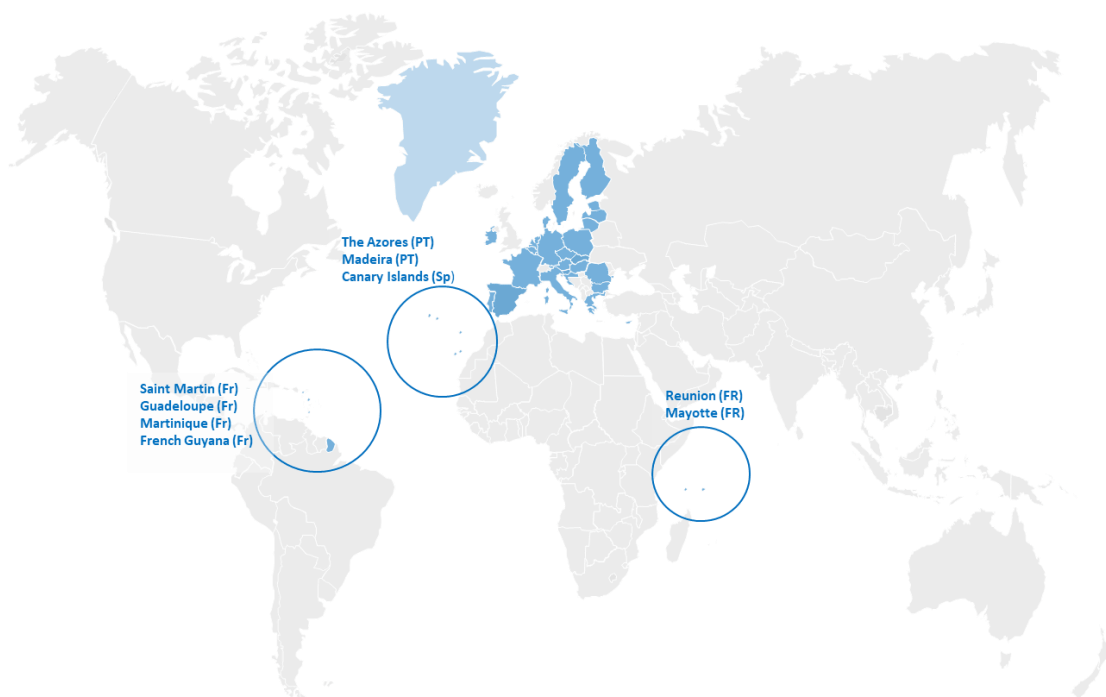 The Azores (PT)
Madeira (PT)
Canary Islands (Sp)
Saint Martin (Fr)
Guadeloupe (Fr)
Martinique (Fr)
French Guyana (Fr)
Reunion (FR)
Mayotte (FR)